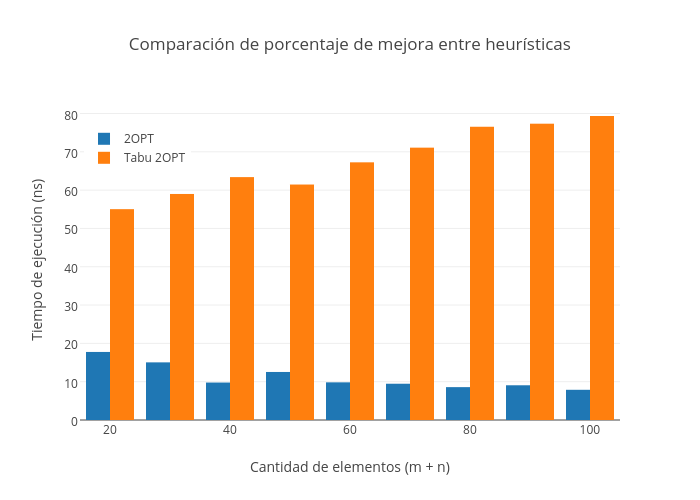 Comparación de porcentaje de mejora entre heurísticas
2OPT
Tabu 2OPT
Tiempo de ejecución (ns)
80
70
60
50
40
30
20
10
0
20 40 60 80 100
Cantidad de elementos (m + n)